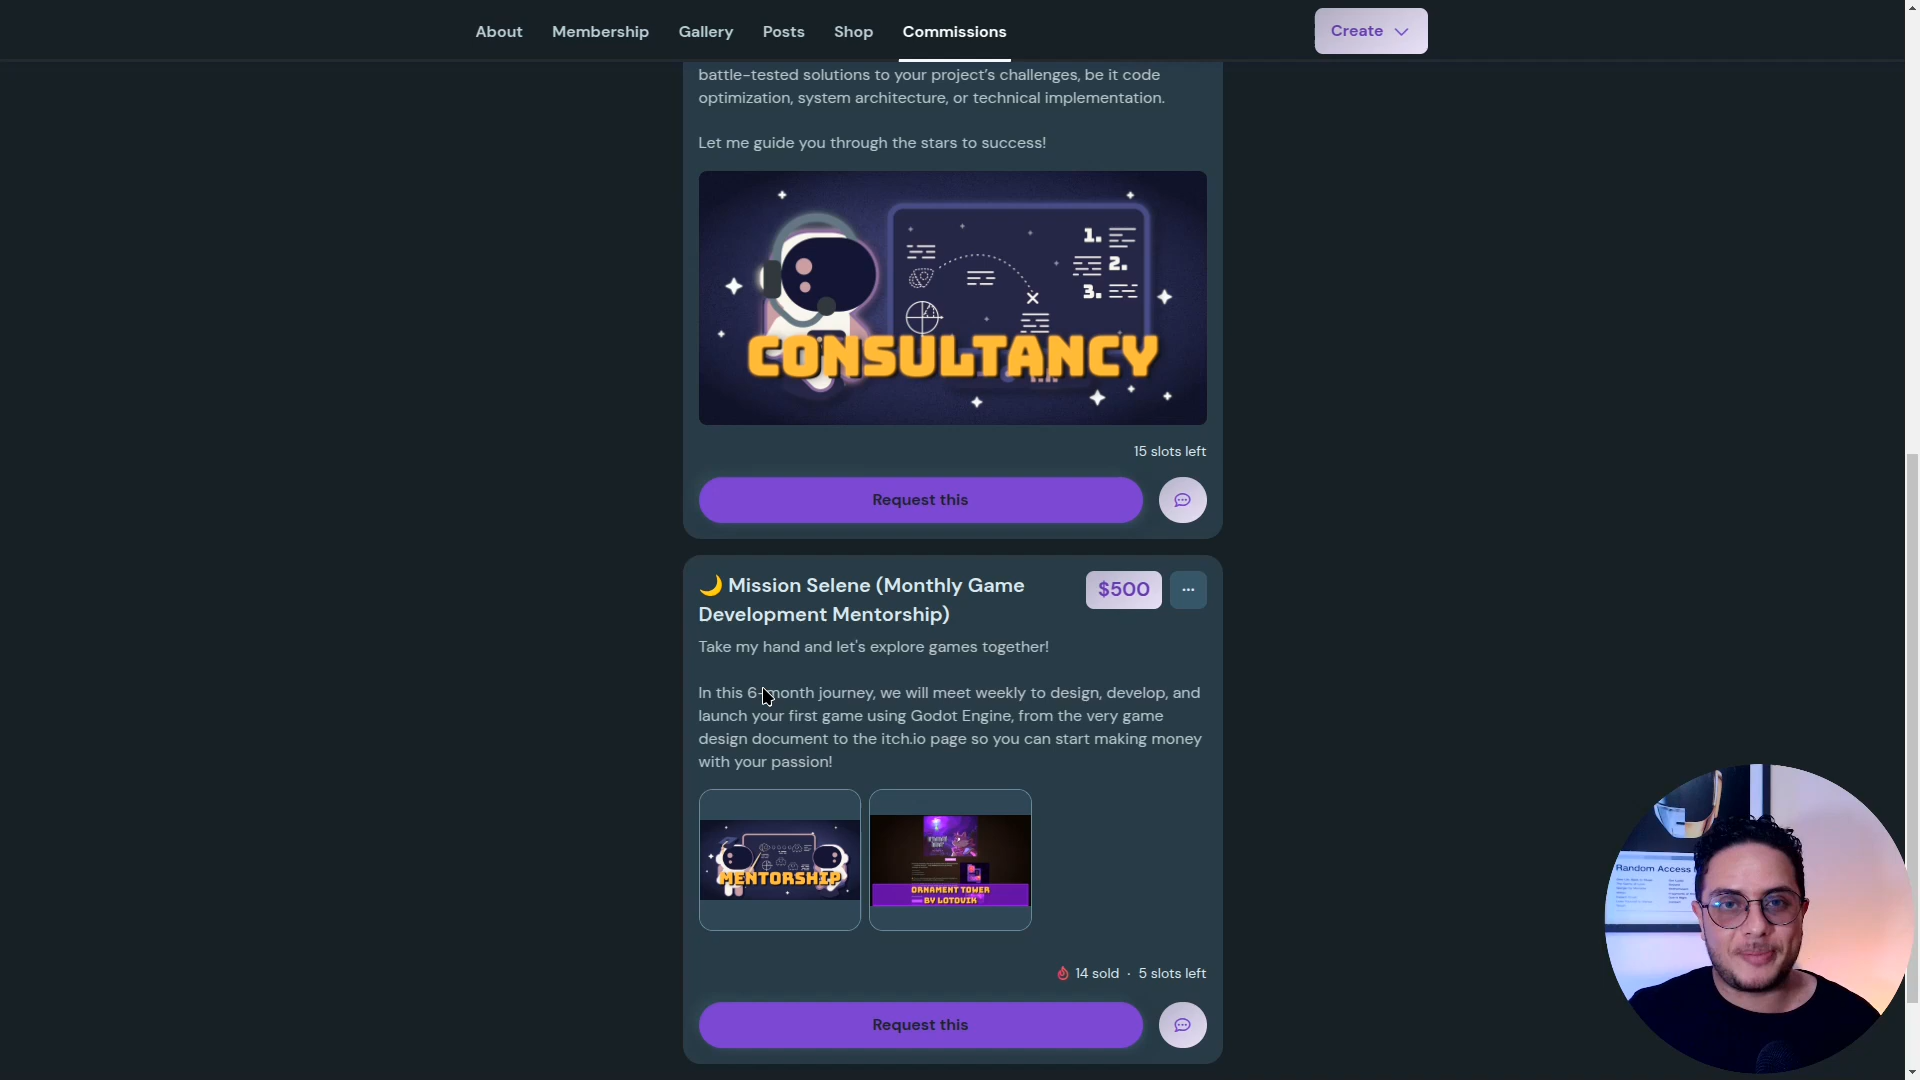 About Membership Gallery Posts Shop Commissions Create
battle-tested solutions to your project's challenges, be it code
optimization, system architecture, or technical implementation.
Let me guide you through the stars to success!
1.
2.
3.
CONSULTANCY
15 slots left
Request this
🌙 Mission Selene (Monthly Game
Development Mentorship)
$500
Take my hand and let's explore games together!
In this 6-month journey, we will meet weekly to design, develop, and
launch your first game using Godot Engine, from the very game
design document to the itch.io page so you can start making money
with your passion!
MENTORSHIP
ORNAMENT TOWER
BY LOTOVIK
14 sold · 5 slots left
Request this
Random Access